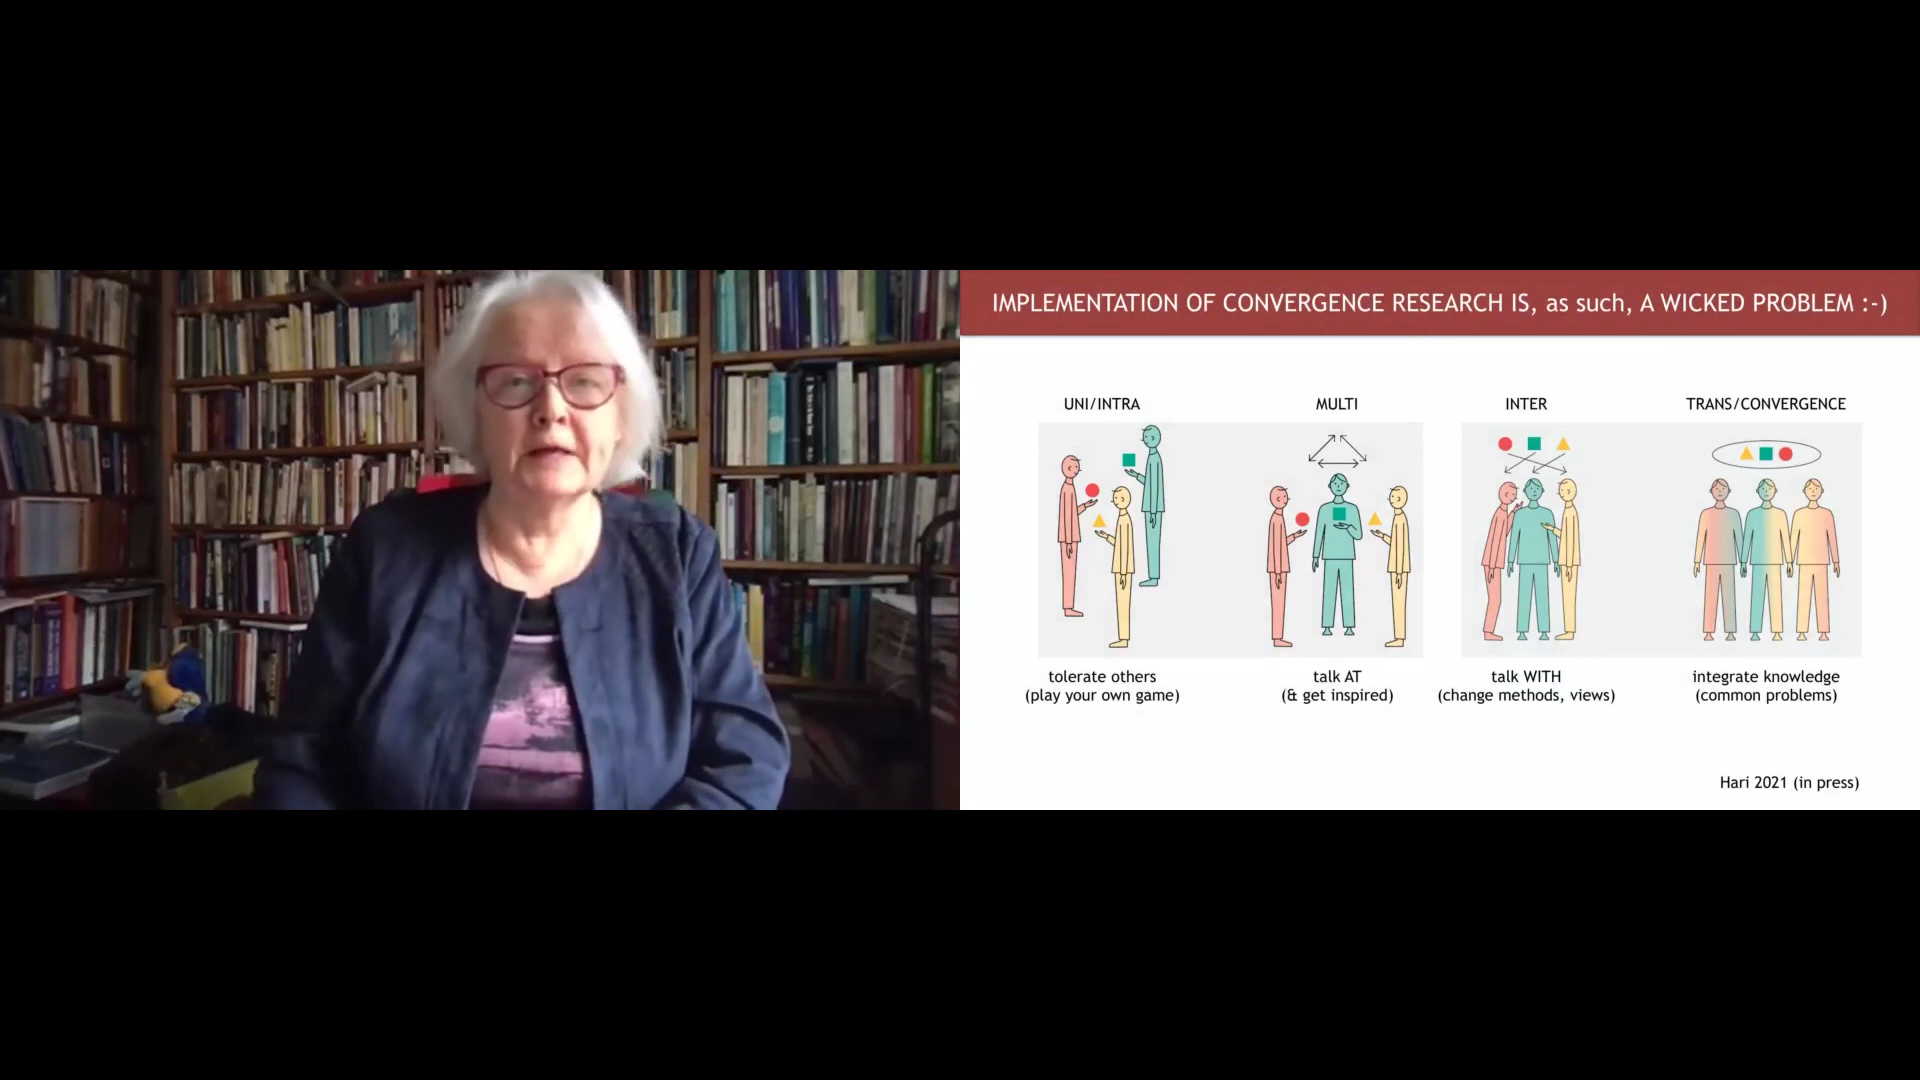 IMPLEMENTATION OF CONVERGENCE RESEARCH IS, as such, A WICKED PROBLEM :-)
UNI/INTRA
MULTI
INTER
TRANS/CONVERGENCE
tolerate others
(play your own game)
talk AT
(& get inspired)
talk WITH
(change methods, views)
integrate knowledge
(common problems)
Hari 2021 (in press)